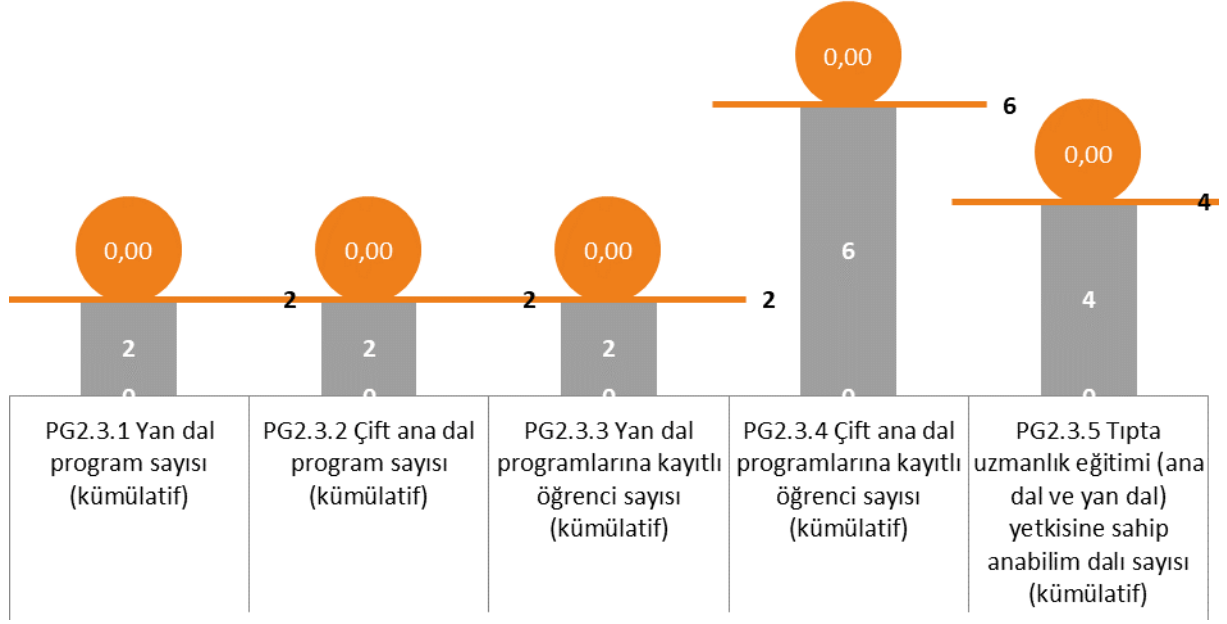 0,00
6
0,00
4
0,00
0,00
0,00
6
4
2
2
2
2
2
2
0
0
0
0
0
PG2.3.1 Yan dal
program sayısı
(kümülatif)
PG2.3.2 Çift ana dal
program sayısı
(kümülatif)
PG2.3.3 Yan dal
programlarına kayıtlı
öğrenci sayısı
(kümülatif)
PG2.3.4 Çift ana dal
programlarına kayıtlı
öğrenci sayısı
(kümülatif)
PG2.3.5 Tıpta
uzmanlık eğitimi (ana
dal ve yan dal)
yetkisine sahip
anabilim dalı sayısı
(kümülatif)